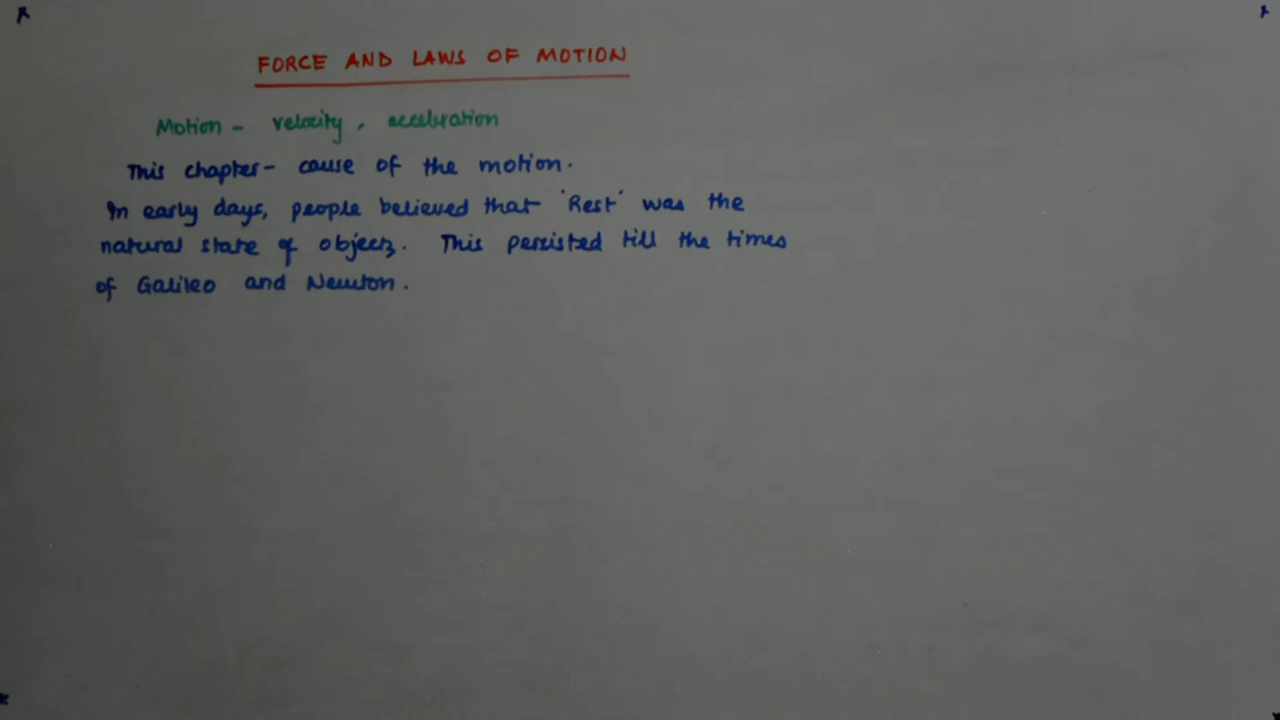 FORCE AND LAWS OF MOTION
Motion - velocity, acceleration
This chapter - cause of the motion.
In early days, people believed that 'Rest' was the
natural state of objects. This persisted till the times
of Galileo and Newton.